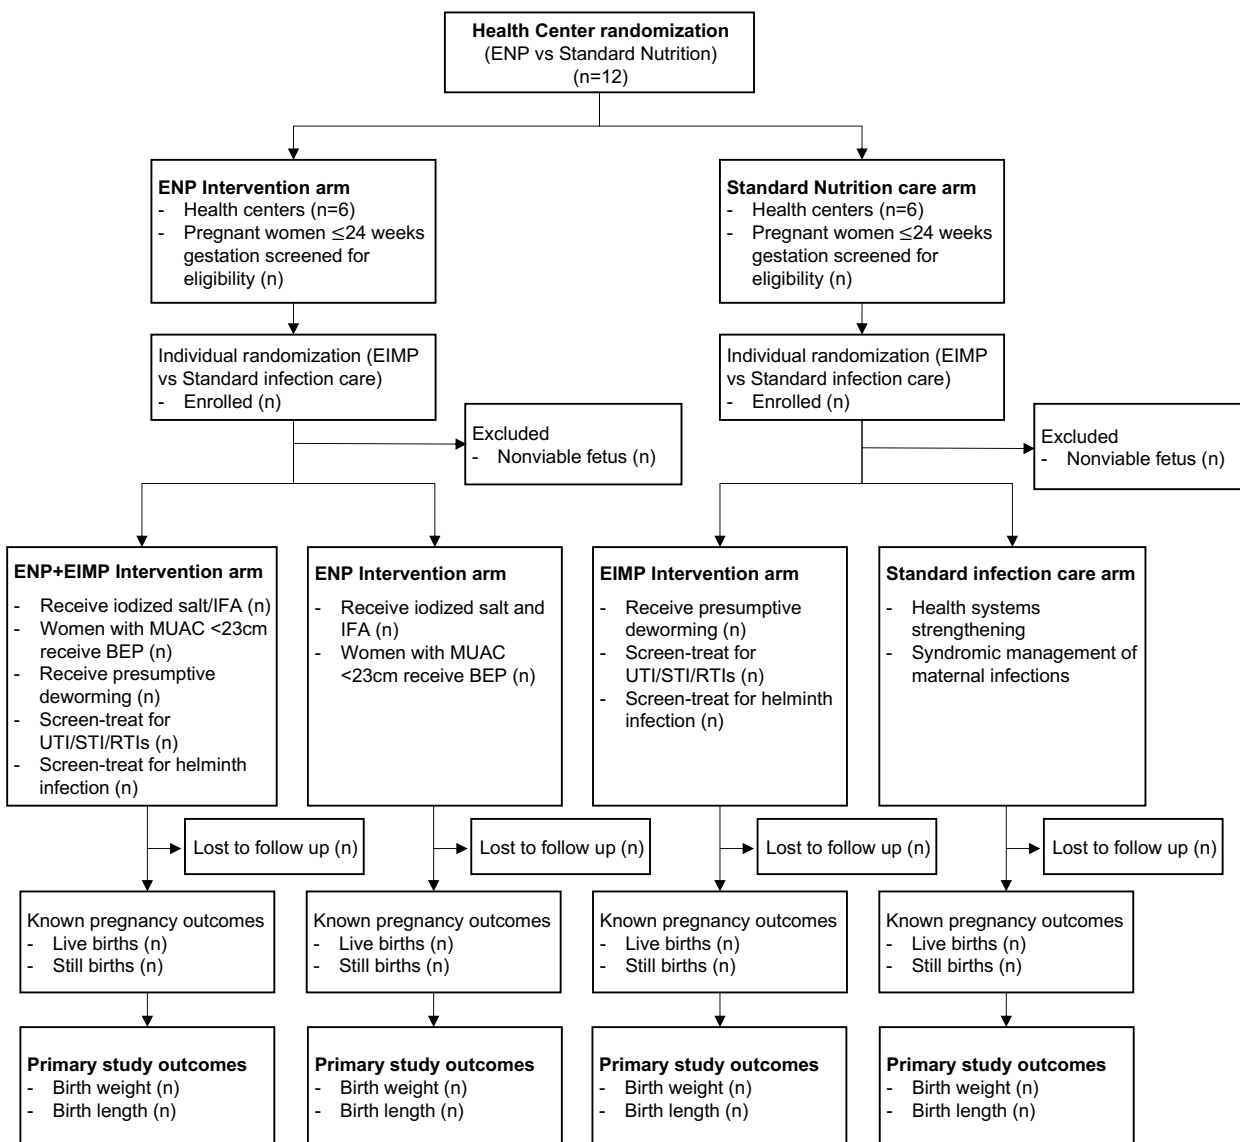 Health Center randomization
(ENP vs Standard Nutrition)
(n=12)
ENP Intervention arm
- Health centers (n=6)
- Pregnant women ≤24 weeks
gestation screened for
eligibility (n)
Standard Nutrition care arm
- Health centers (n=6)
- Pregnant women ≤24 weeks
gestation screened for
eligibility (n)
Individual randomization (EIMP
vs Standard infection care)
- Enrolled (n)
Individual randomization (EIMP
vs Standard infection care)
- Enrolled (n)
Excluded
- Nonviable fetus (n)
Excluded
- Nonviable fetus (n)
ENP+EIMP Intervention arm
- Receive iodized salt/IFA (n)
- Women with MUAC <23cm
receive BEP (n)
- Receive presumptive
deworming (n)
- Screen-treat for
UTI/STI/RTIs (n)
- Screen-treat for helminth
infection (n)
ENP Intervention arm
- Receive iodized salt and
IFA (n)
- Women with MUAC
<23cm receive BEP (n)
EIMP Intervention arm
- Receive presumptive
deworming (n)
- Screen-treat for
UTI/STI/RTIs (n)
- Screen-treat for helminth
infection (n)
Standard infection care arm
- Health systems
strengthening
- Syndromic management of
maternal infections
Lost to follow up (n)
Lost to follow up (n)
Lost to follow up (n)
Lost to follow up (n)
Known pregnancy outcomes
- Live births (n)
- Still births (n)
Known pregnancy outcomes
- Live births (n)
- Still births (n)
Known pregnancy outcomes
- Live births (n)
- Still births (n)
Known pregnancy outcomes
- Live births (n)
- Still births (n)
Primary study outcomes
- Birth weight (n)
- Birth length (n)
Primary study outcomes
- Birth weight (n)
- Birth length (n)
Primary study outcomes
- Birth weight (n)
- Birth length (n)
Primary study outcomes
- Birth weight (n)
- Birth length (n)